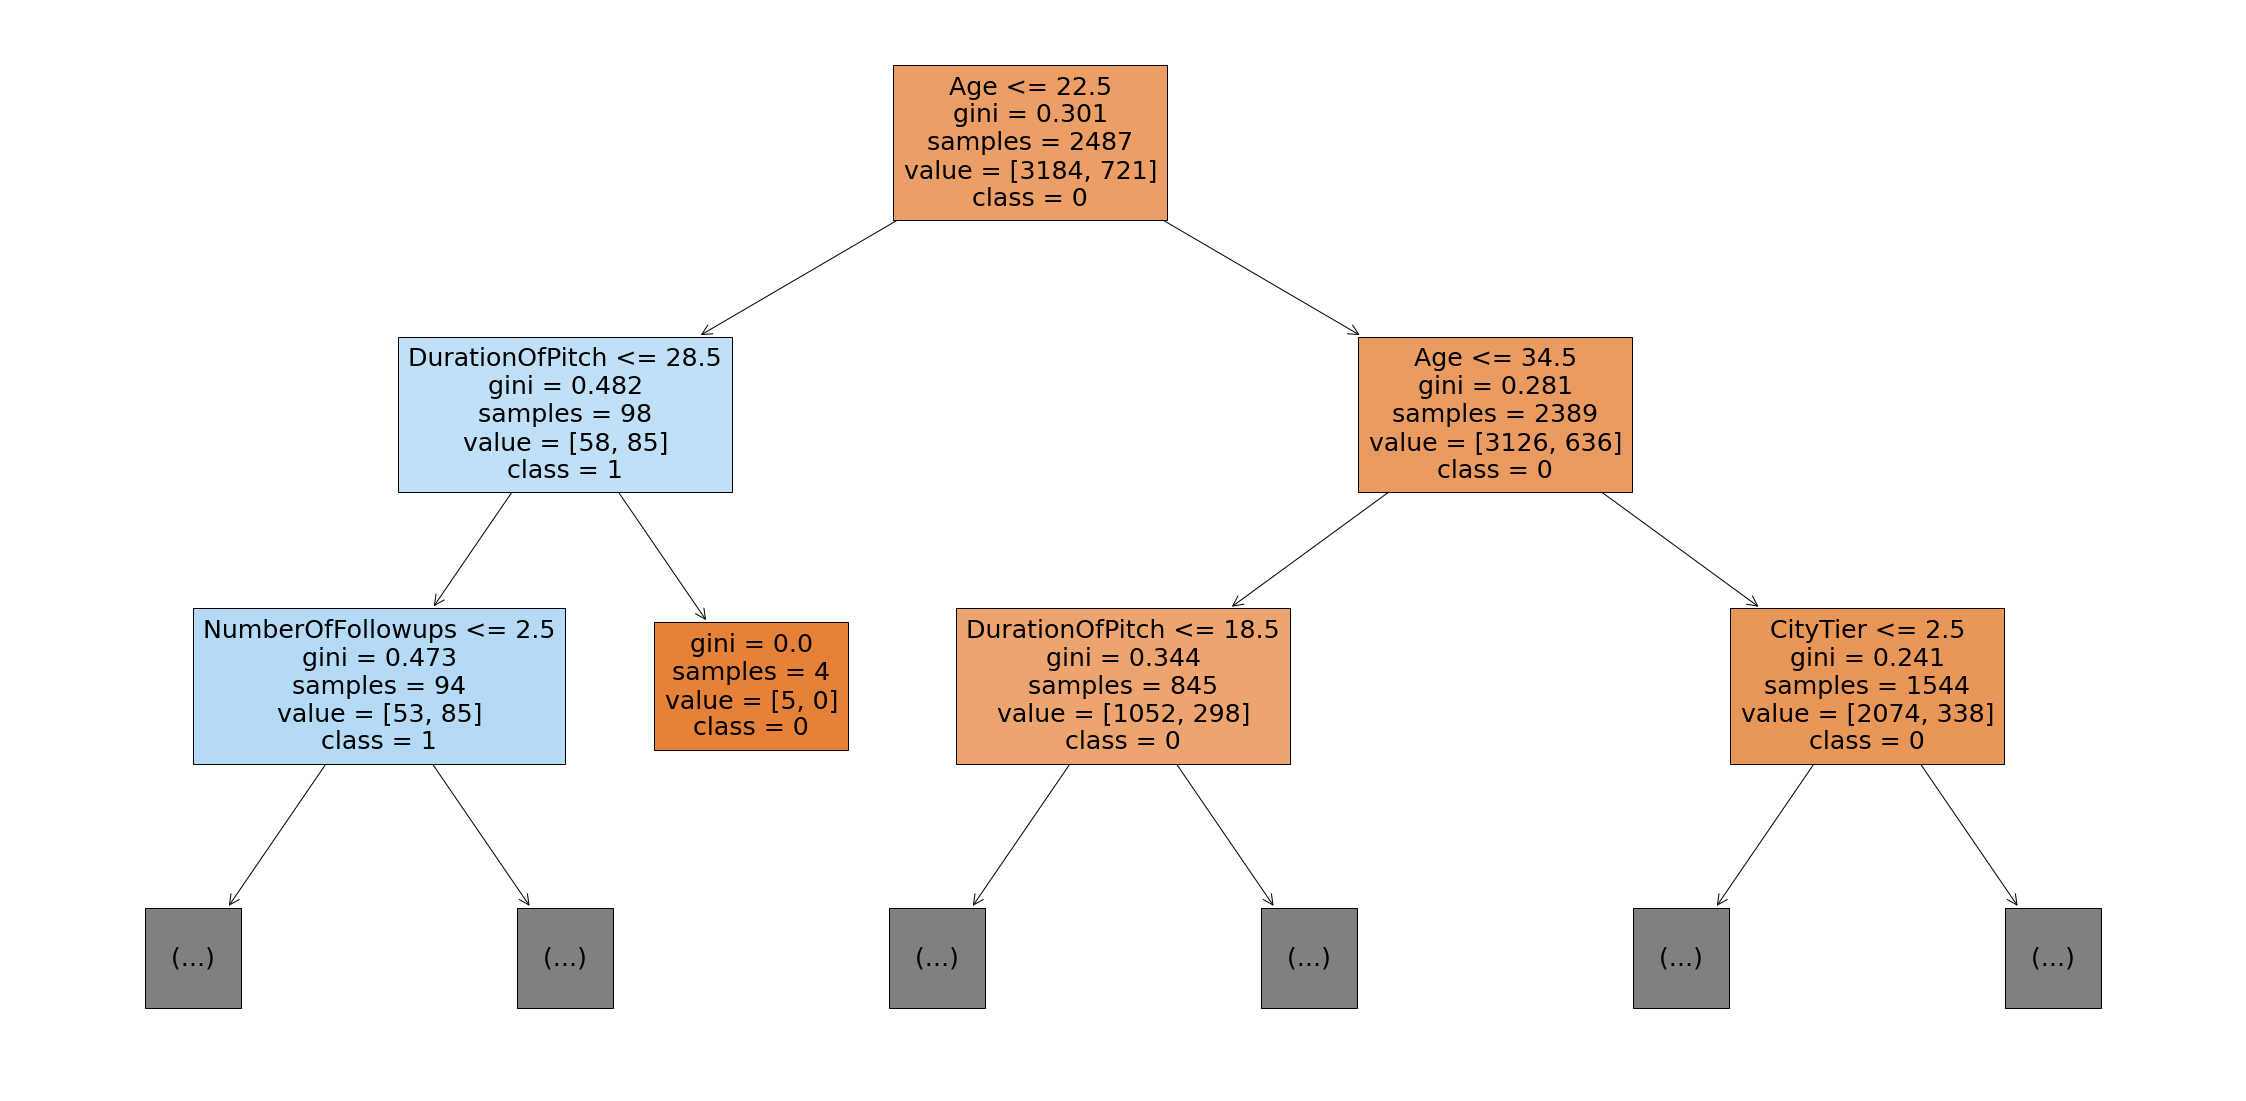 Age <= 22.5
gini = 0.301
samples = 2487
value = [3184, 721]
class = 0
DurationOfPitch <= 28.5
gini = 0.482
samples = 98
value = [58, 85]
class = 1
Age <= 34.5
gini = 0.281
samples = 2389
value = [3126, 636]
class = 0
NumberOfFollowups <= 2.5
gini = 0.473
samples = 94
value = [53, 85]
class = 1
gini = 0.0
samples = 4
value = [5, 0]
class = 0
DurationOfPitch <= 18.5
gini = 0.344
samples = 845
value = [1052, 298]
class = 0
CityTier <= 2.5
gini = 0.241
samples = 1544
value = [2074, 338]
class = 0
(...)
(...)
(...)
(...)
(...)
(...)